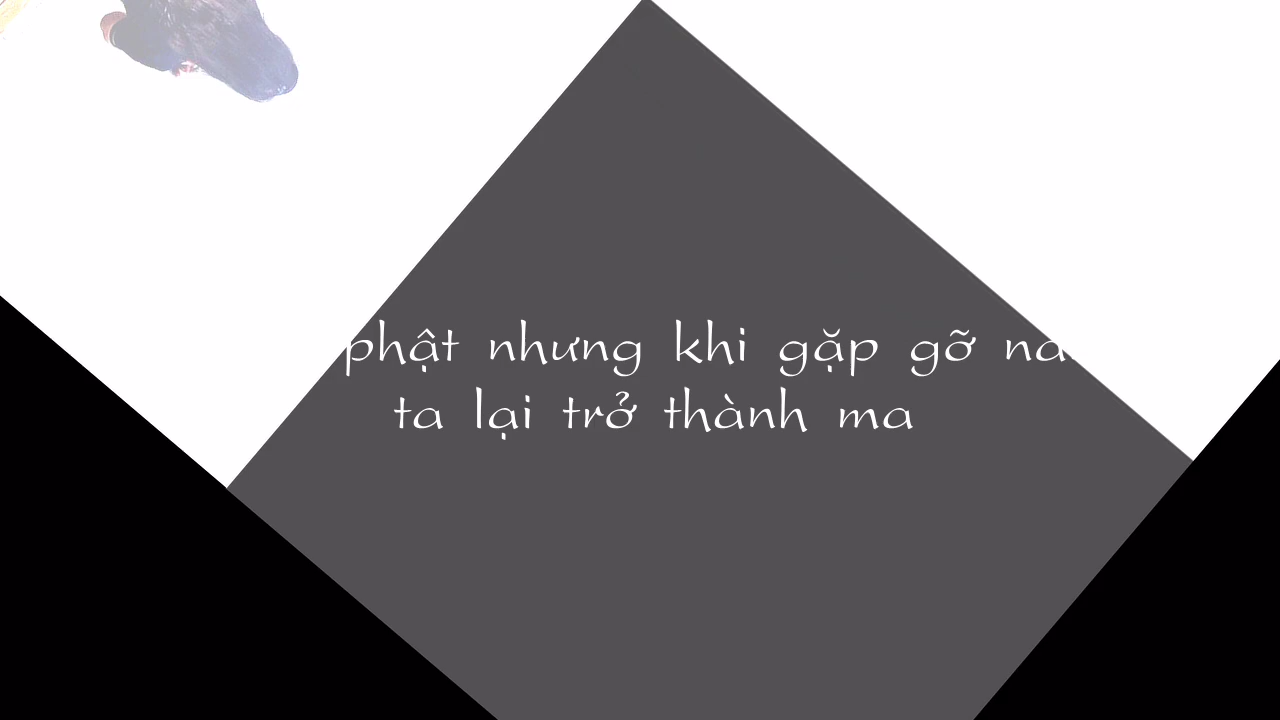 phật nhưng khi gặp gỡ
ta lại trở thành ma